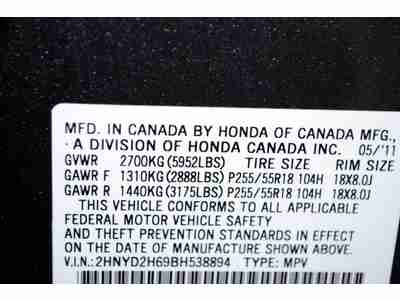 MFD. IN CANADA BY HONDA OF CANADA MFG.,
A DIVISION OF HONDA CANADA INC. 05/'11
GVWR 2700KG(5952LBS) TIRE SIZE RIM SIZE
GAWR F 1310KG(2888LBS) P255/55R18 104H 18X8.0J
GAWR R 1440KG(3175LBS) P255/55R18 104H 18X8.0J
THIS VEHICLE CONFORMS TO ALL APPLICABLE
FEDERAL MOTOR VEHICLE SAFETY
AND THEFT PREVENTION STANDARDS IN EFFECT
ON THE DATE OF MANUFACTURE SHOWN ABOVE.
V.I.N.:2HNYD2H69BH538894 TYPE: MPV